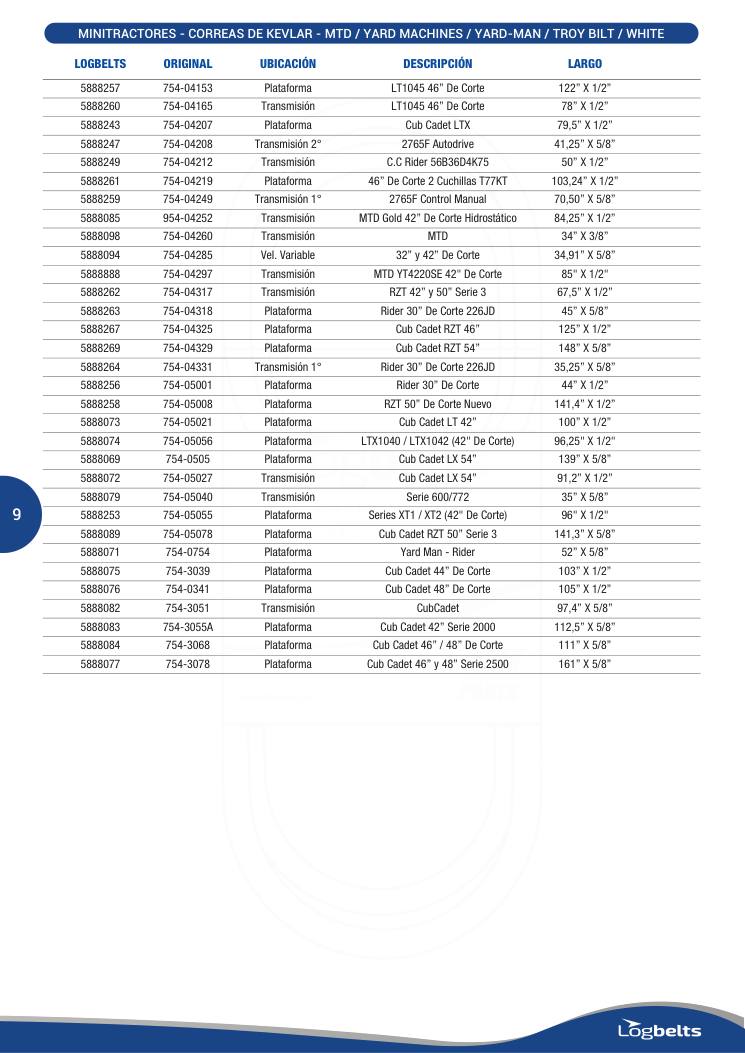 MINITRACTORES - CORREAS DE KEVLAR - MTD / YARD MACHINES / YARD-MAN / TROY BILT / WHITE
LOGBELTS ORIGINAL UBICACIÓN DESCRIPCIÓN LARGO
5888257 754-04153 Plataforma LT1045 46” De Corte 122” X 1/2”
5888260 754-04165 Transmisión LT1045 46” De Corte 78” X 1/2”
5888243 754-04207 Plataforma Cub Cadet LTX 79,5” X 1/2”
5888247 754-04208 Transmisión 2° 2765F Autodrive 41,25” X 5/8”
5888249 754-04212 Transmisión C.C Rider 56B36D4K75 50” X 1/2”
5888261 754-04219 Plataforma 46” De Corte 2 Cuchillas T77KT 103,24” X 1/2”
5888259 754-04249 Transmisión 1° 2765F Control Manual 70,50” X 5/8”
5888085 954-04252 Transmisión MTD Gold 42” De Corte Hidrostático 84,25” X 1/2”
5888098 754-04260 Transmisión MTD 34” X 3/8”
5888094 754-04285 Vel. Variable 32” y 42” De Corte 34,91” X 5/8”
5888888 754-04297 Transmisión MTD YT4220SE 42” De Corte 85” X 1/2”
5888262 754-04317 Transmisión RZT 42” y 50” Serie 3 67,5” X 1/2”
5888263 754-04318 Plataforma Rider 30” De Corte 226JD 45” X 5/8”
5888267 754-04325 Plataforma Cub Cadet RZT 46” 125” X 1/2”
5888269 754-04329 Plataforma Cub Cadet RZT 54” 148” X 5/8”
5888264 754-04331 Transmisión 1° Rider 30” De Corte 226JD 35,25” X 5/8”
5888256 754-05001 Plataforma Rider 30” De Corte 44” X 1/2”
5888258 754-05008 Plataforma RZT 50” De Corte Nuevo 141,4” X 1/2”
5888073 754-05021 Plataforma Cub Cadet LT 42” 100” X 1/2”
5888074 754-05056 Plataforma LTX1040 / LTX1042 (42” De Corte) 96,25” X 1/2”
5888069 754-0505 Plataforma Cub Cadet LX 54” 139” X 5/8”
5888072 754-05027 Transmisión Cub Cadet LX 54” 91,2” X 1/2”
5888079 754-05040 Transmisión Serie 600/772 35” X 5/8”
5888253 754-05055 Plataforma Series XT1 / XT2 (42” De Corte) 96” X 1/2”
5888089 754-05078 Plataforma Cub Cadet RZT 50” Serie 3 141,3” X 5/8”
5888071 754-0754 Plataforma Yard Man - Rider 52” X 5/8”
5888075 754-3039 Plataforma Cub Cadet 44” De Corte 103” X 1/2”
5888076 754-0341 Plataforma Cub Cadet 48” De Corte 105” X 1/2”
5888082 754-3051 Transmisión CubCadet 97,4” X 5/8”
5888083 754-3055A Plataforma Cub Cadet 42” Serie 2000 112,5” X 5/8”
5888084 754-3068 Plataforma Cub Cadet 46” / 48” De Corte 111” X 5/8”
5888077 754-3078 Plataforma Cub Cadet 46” y 48” Serie 2500 161” X 5/8”
9
Logbelts